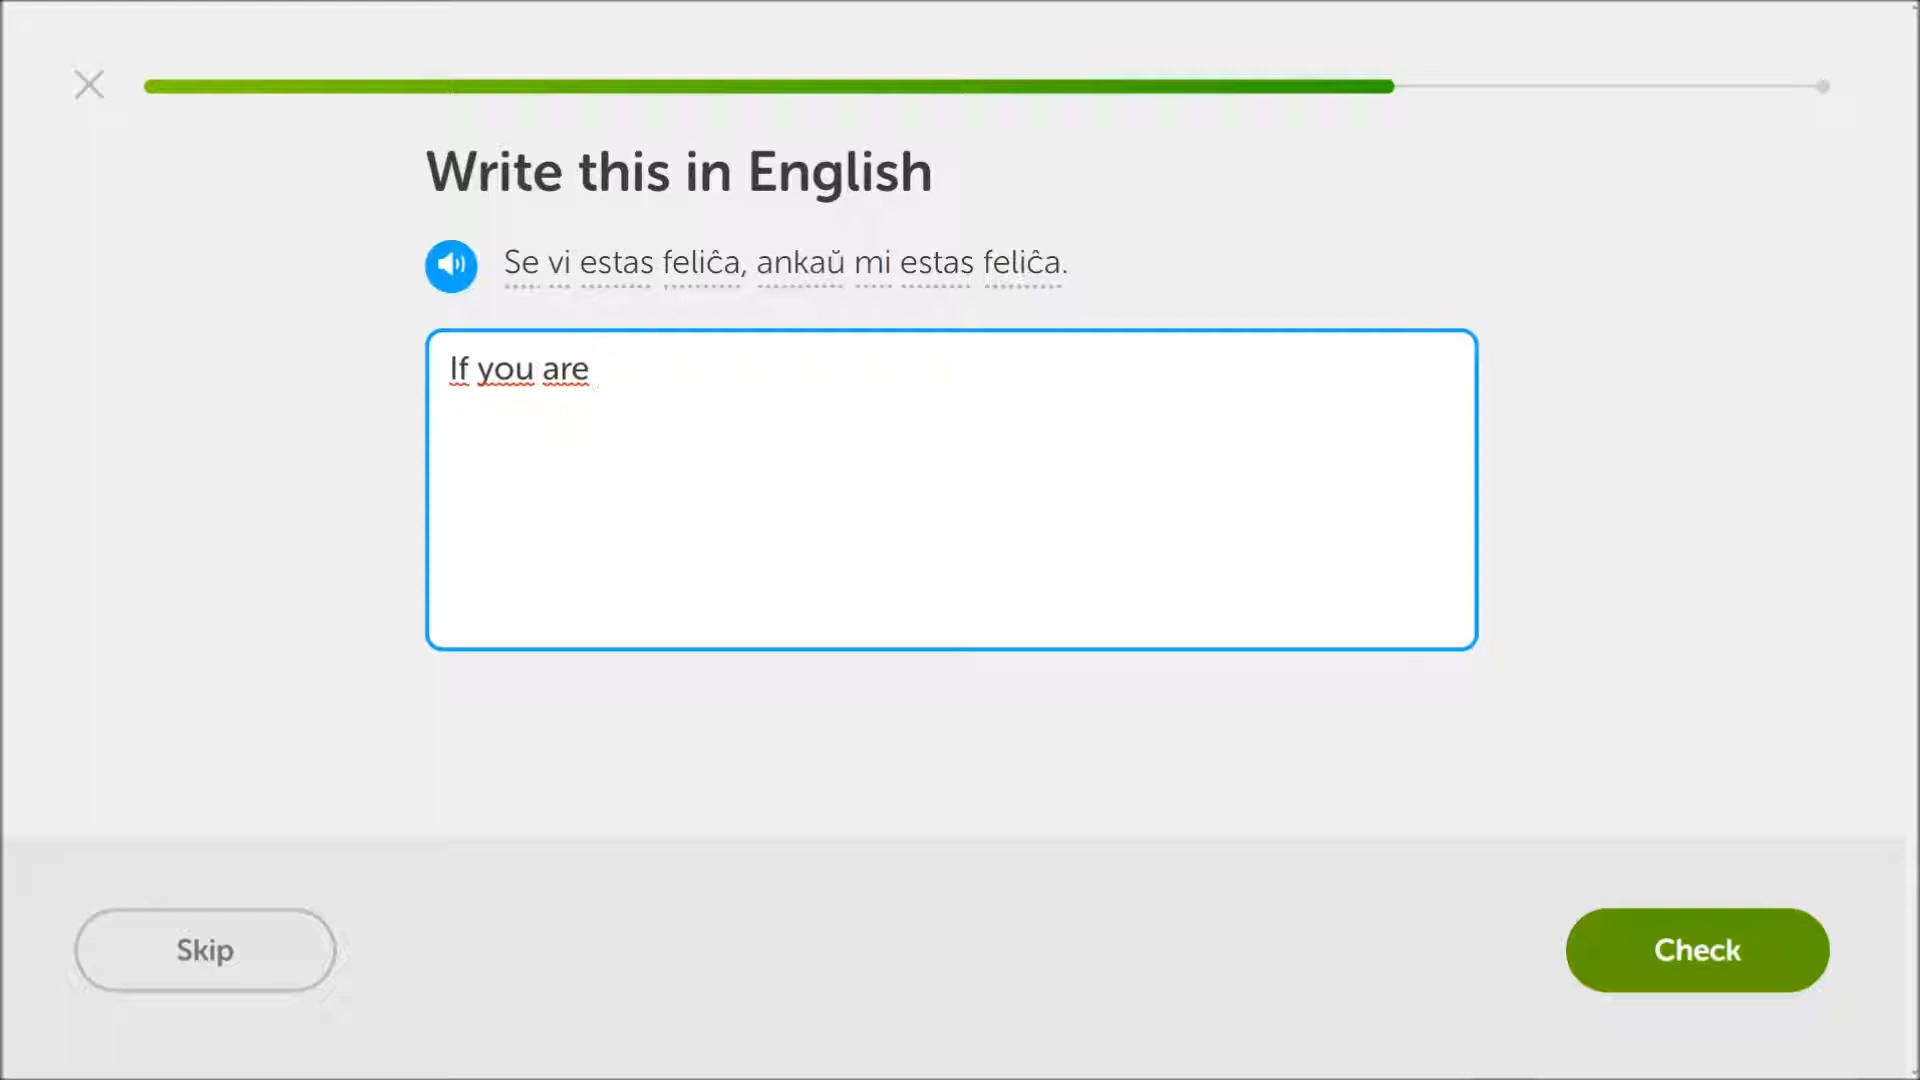 Write this in English
Se vi estas feliĉa, ankaŭ mi estas feliĉa.
If you are
Skip
Check